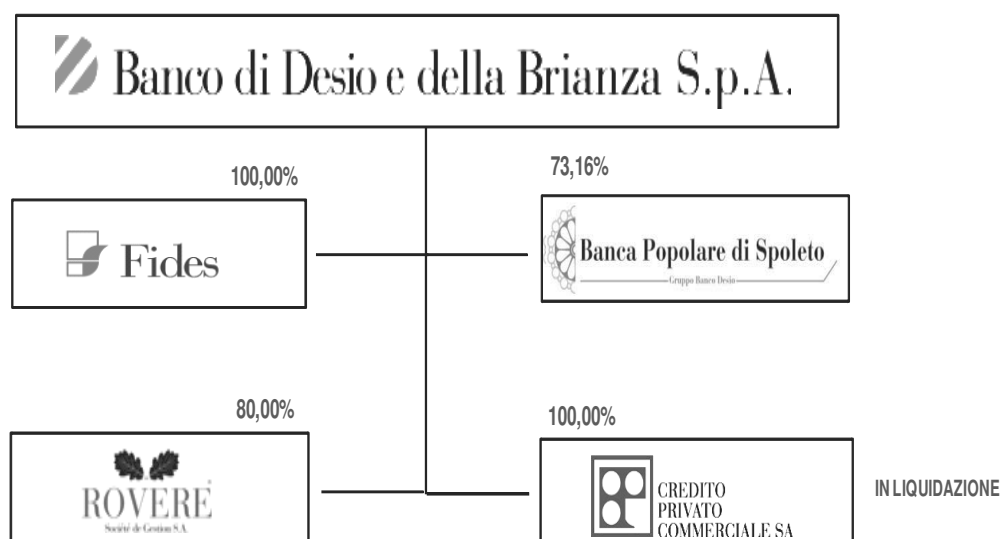 Banco di Desio e della Brianza S.p.A.
100,00%
73,16%
Fides
Banca Popolare di Spoleto
Gruppo Banco Desio
80,00%
100,00%
ROVERE
Société de Gestion S.A.
CREDITO
PRIVATO
COMMERCIALE SA
IN LIQUIDAZIONE